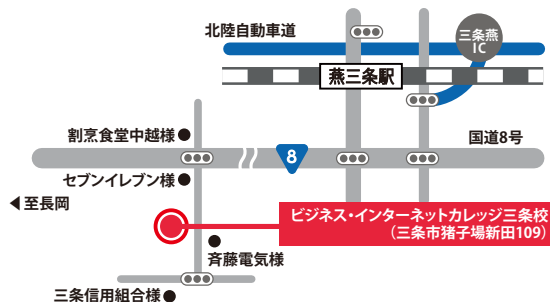 北陸自動車道
三条燕
IC
燕三条駅
割烹食堂中越様
国道8号
8
セブンイレブン様
至長岡
ビジネス・インターネットカレッジ三条校
(三条市猪子場新田109)
斉藤電気様
三条信用組合様